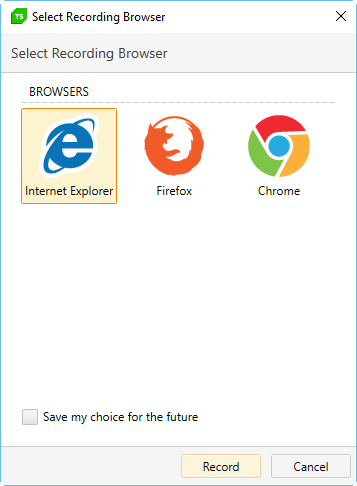 TS Select Recording Browser
Select Recording Browser
BROWSERS
Internet Explorer Firefox Chrome
Save my choice for the future
Record Cancel